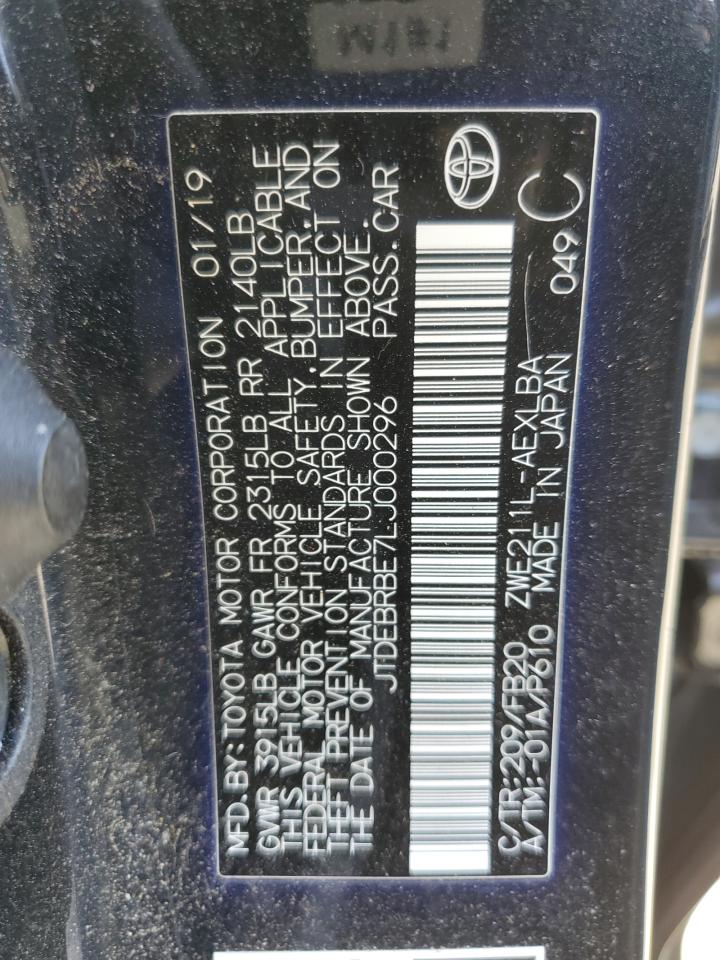 MFD. BY: TOYOTA MOTOR CORPORATION 01/19
GVWR 3915LB GAWR FR 2315LB RR 2140LB
THIS VEHICLE CONFORMS TO ALL APPLICABLE
FEDERAL MOTOR VEHICLE SAFETY, BUMPER, AND
THEFT PREVENTION STANDARDS IN EFFECT ON
THE DATE OF MANUFACTURE SHOWN ABOVE.
JTDEBRBE7LJ000296 PASS. CAR
C/TR:209/FB20 ZWE211L-AEXLBA
A/TM:-01A/P610 MADE IN JAPAN 049 C